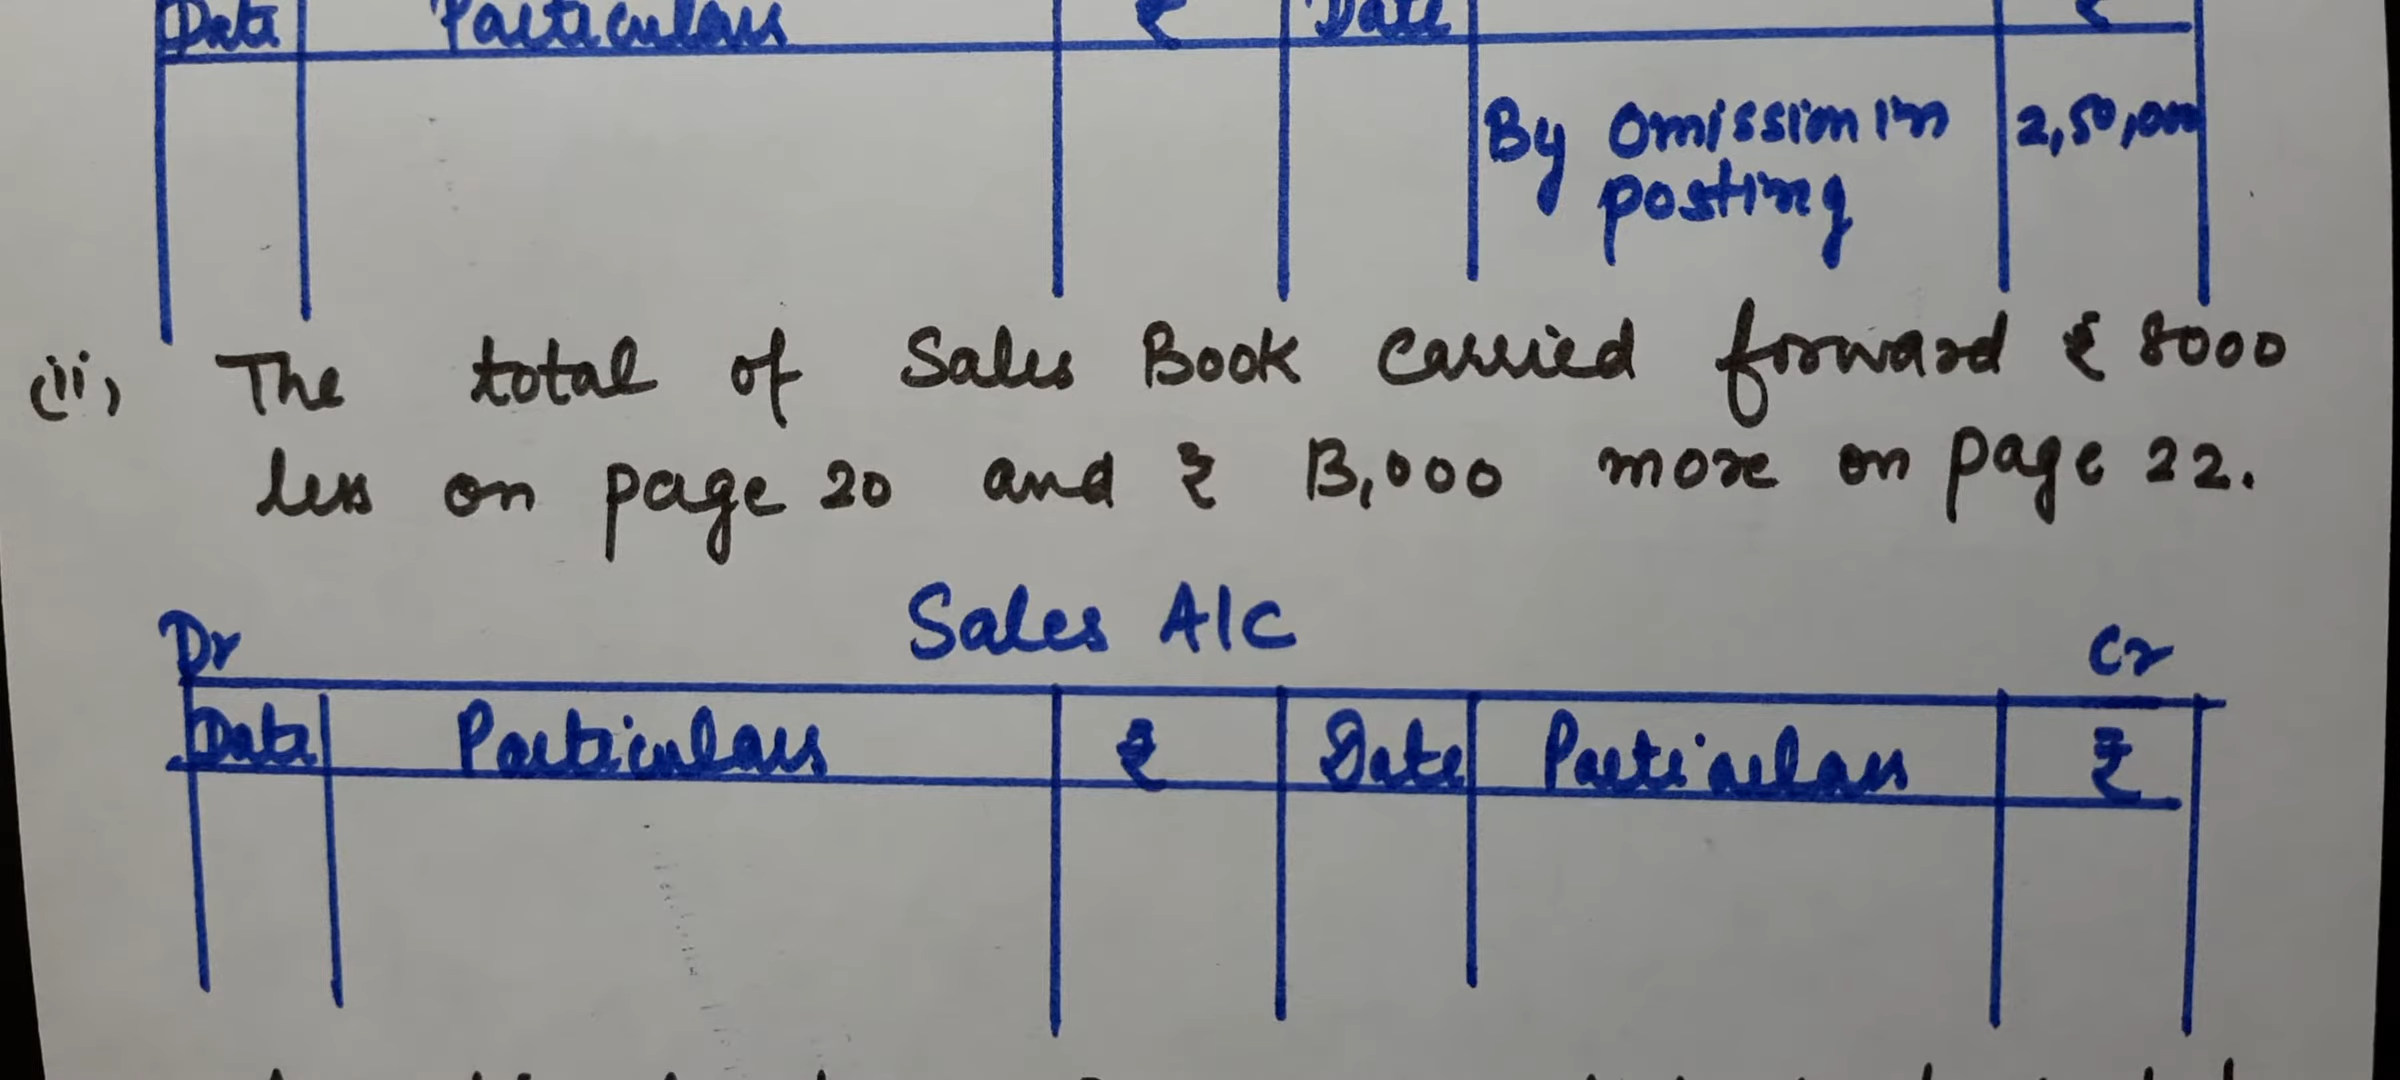 Date Particulars ₹ Date ₹
By Omission in 2,50,000
posting
(ii) The total of Sales Book Carried forward ₹ 8000
less on page 20 and ₹ 13,000 more on page 22.
Sales A/C
Dr Cr
Date Particulars ₹ Date Particulars ₹